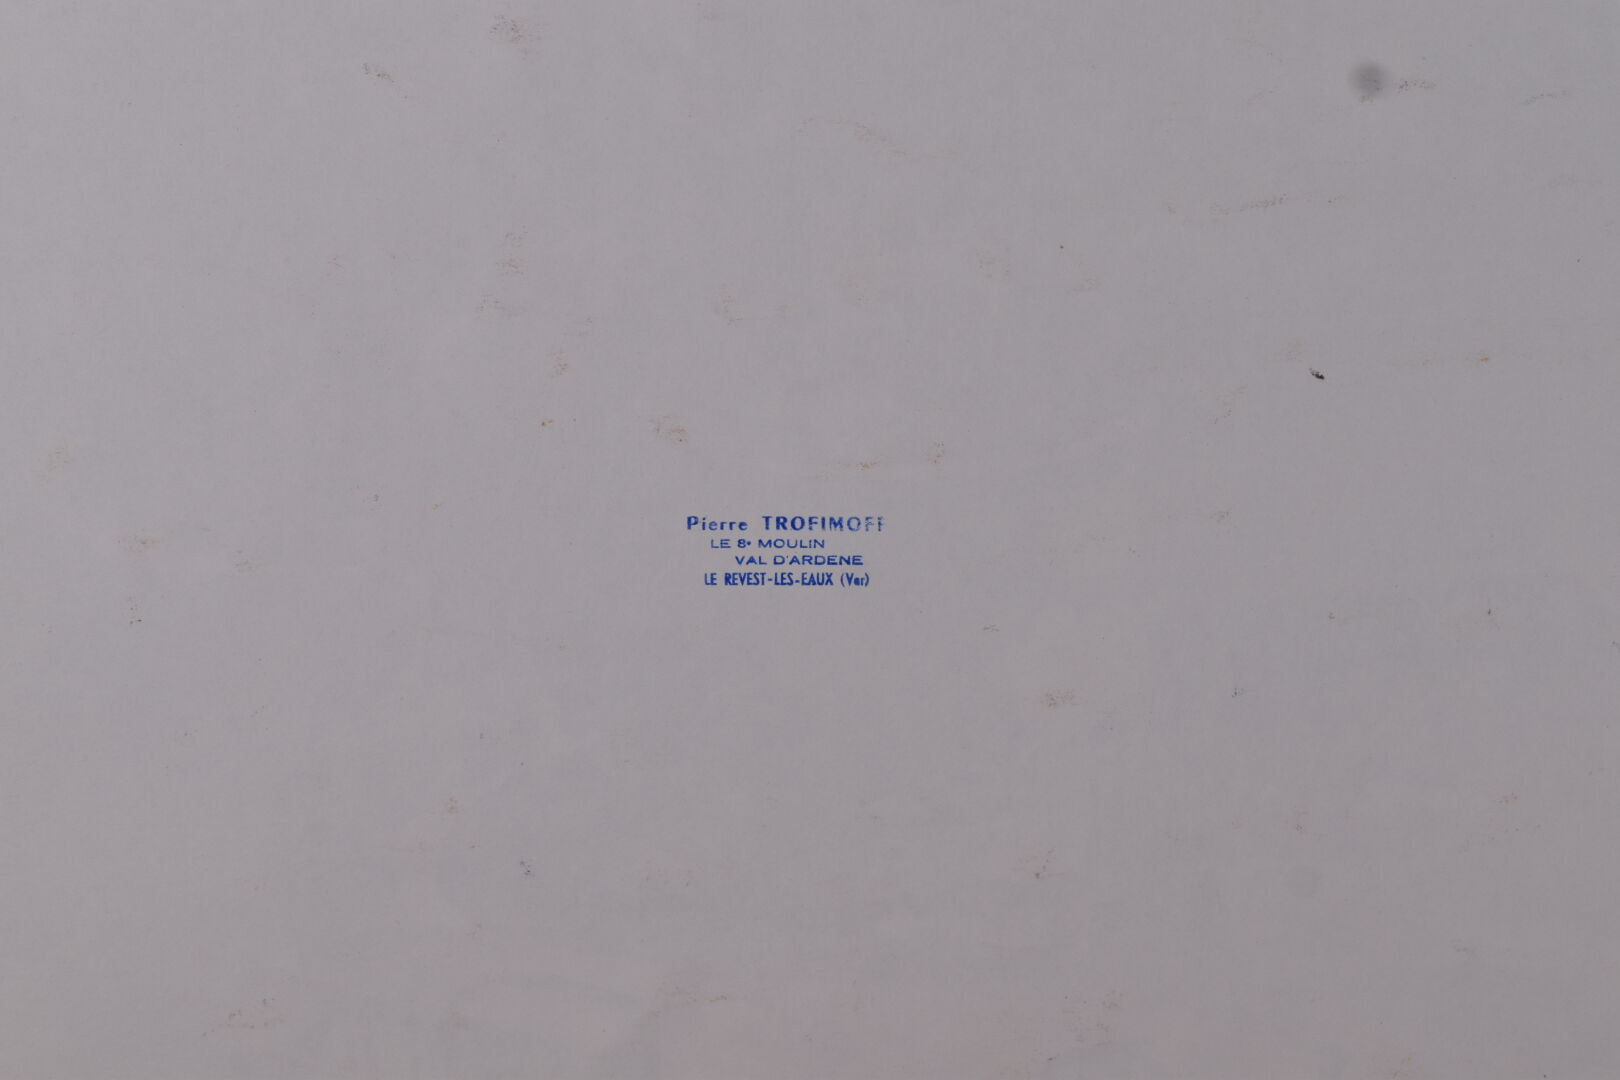 Pierre TROFIMOFF
LE 8e MOULIN
VAL D'ARDENE
LE REVEST-LES-EAUX (Var)